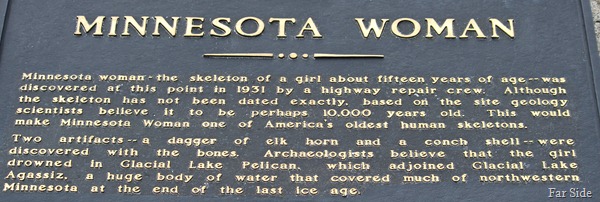 MINNESOTA WOMAN
Minnesota woman - the skeleton of a girl about fifteen years of age -- was
discovered at this point in 1931 by a highway repair crew. Although
the skeleton has not been dated exactly, based on the site geology
scientists believe it to be perhaps 10,000 years old. This would
make Minnesota Woman one of America's oldest human skeletons.
Two artifacts -- a dagger of elk horn and a conch shell -- were
discovered with the bones. Archaeologists believe that the girl
drowned in Glacial Lake Pelican, which adjoined Glacial Lake
Agassiz, a huge body of water that covered much of northwestern
Minnesota at the end of the last ice age.
Far Side